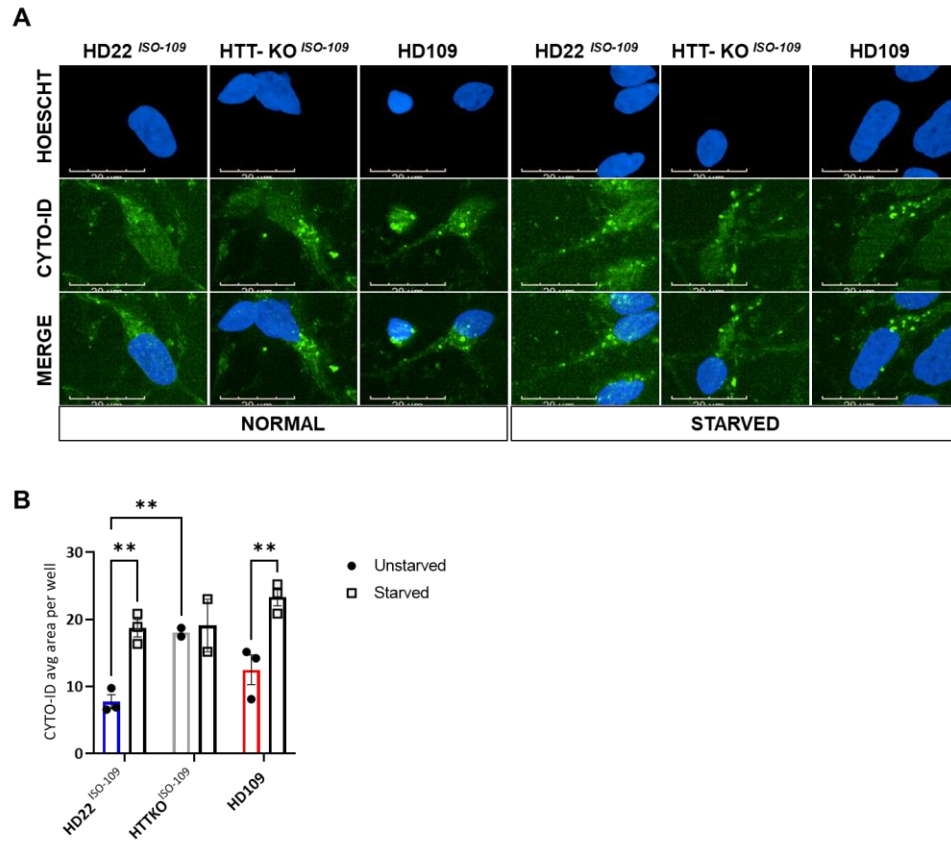 A
HD22 ISO-109 HTT- KO ISO-109 HD109 HD22 ISO-109 HTT- KO ISO-109 HD109
HOESCHT
CYTO-ID
MERGE
NORMAL STARVED
B
** 
** **
CYTO-ID avg area per well
30
20
10
0
Unstarved
Starved
HD22 ISO-109
HTTKO ISO-109
HD109